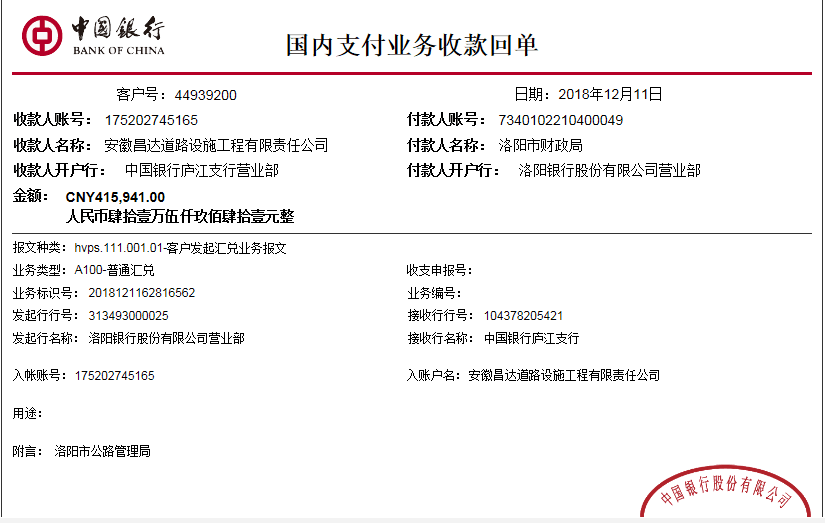 中国银行
BANK OF CHINA
国内支付业务收款回单
客户号：44939200 日期：2018年12月11日
收款人账号：175202745165 付款人账号：7340102210400049
收款人名称：安徽昌达道路设施工程有限责任公司 付款人名称：洛阳市财政局
收款人开户行：中国银行庐江支行营业部 付款人开户行：洛阳银行股份有限公司营业部
金额：CNY415,941.00
人民币肆拾壹万伍仟玖佰肆拾壹元整
报文种类：hvps.111.001.01-客户发起汇兑业务报文
业务类型：A100-普通汇兑 收支申报号：
业务标识号：2018121162816562 业务编号：
发起行行号：313493000025 接收行行号：104378205421
发起行名称：洛阳银行股份有限公司营业部 接收行名称：中国银行庐江支行
入帐账号：175202745165 入账户名：安徽昌达道路设施工程有限责任公司
用途：
附言：洛阳市公路管理局
中国银行股份有限公司